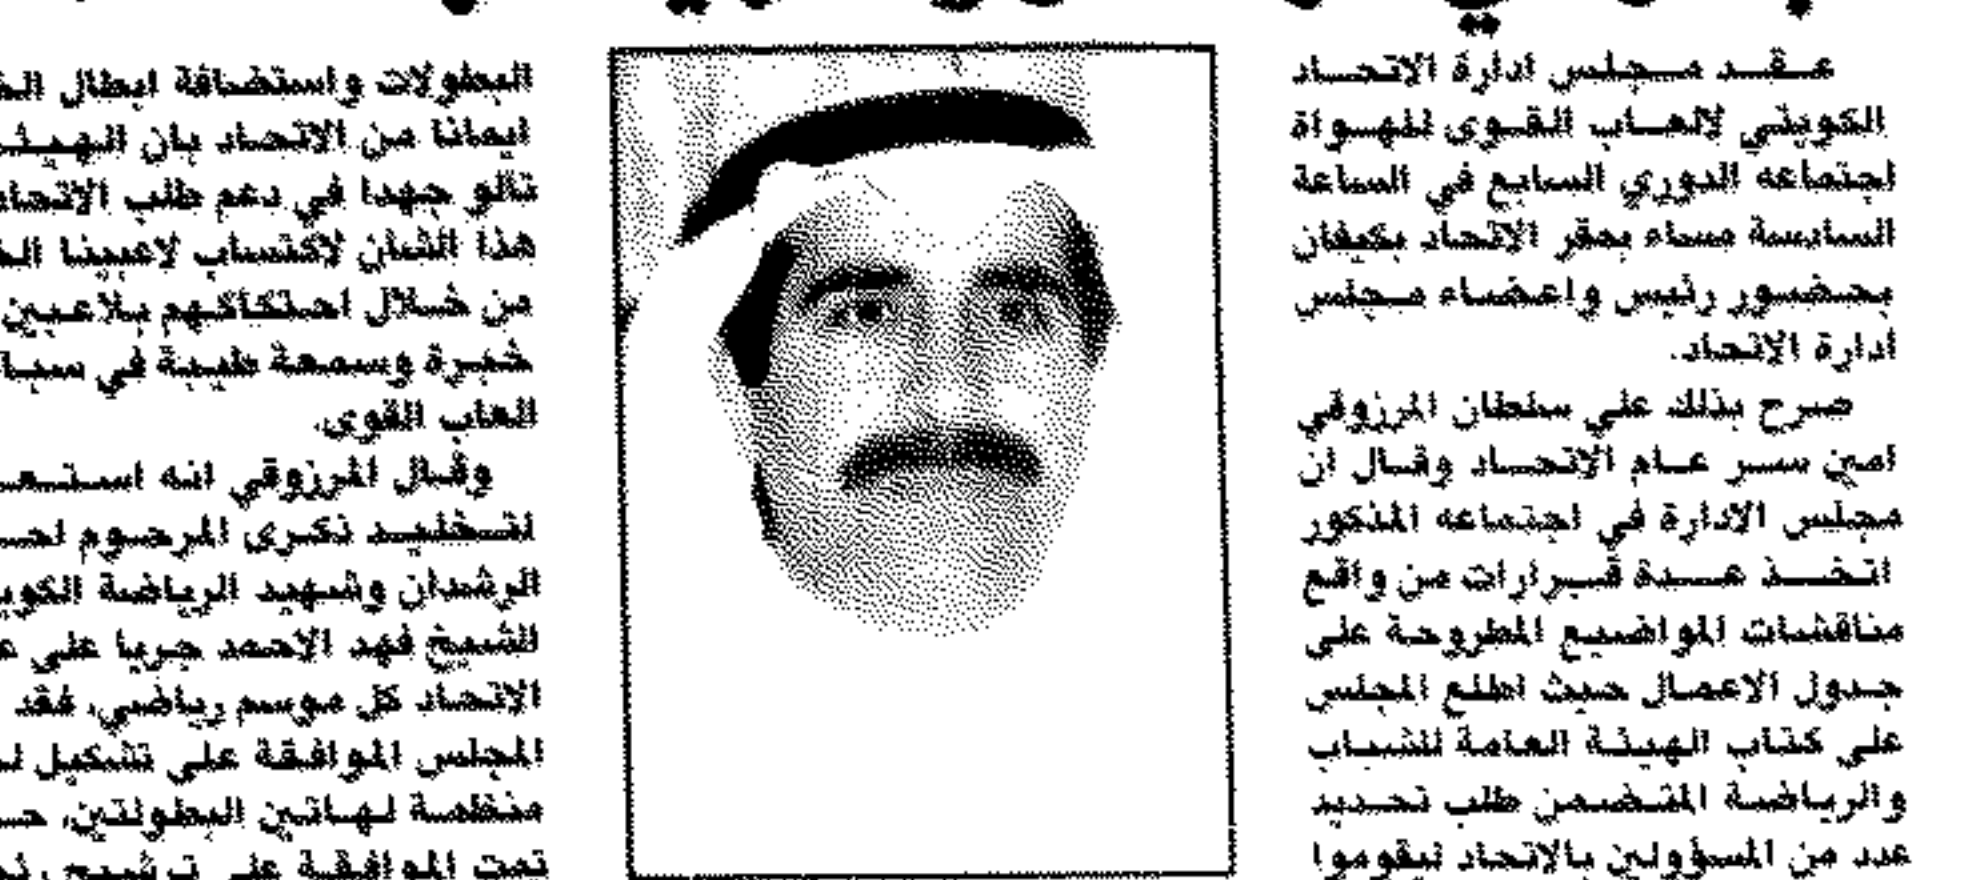 عقد مجلس ادارة الاتحاد
الكويتي لالعاب القوى للهواة
اجتماعه الدوري السابع في الساعة
السادسة مساء بمقر الاتحاد بكيفان
بحضور رئيس واعضاء مجلس
ادارة الاتحاد.
صرح بذلك علي سلطان المرزوقي
امين سر عام الاتحاد وقال ان
مجلس الادارة في اجتماعه المذكور
اتخذ عدة قرارات من واقع
مناقشات المواضيع المطروحة على
جدول الاعمال حيث اطلع المجلس
على كتاب الهيئة العامة للشباب
والرياضة المتضمن طلب تحديد
عدد من المسؤولين بالاتحاد ليقوموا
البطولات واستضافة ابطال
ايمانا من الاتحاد بان
تالو جهدا في دعم طلب الاتحاد
هذا الشأن لاكتساب لاعبينا
من خلال احتكاكهم بلاعبين
خبرة وسمعة طيبة في
العاب القوى.
وقال المرزوقي انه
لتخليد ذكرى المرحوم
الرشدان وشهيد الرياضة
الشيخ فهد الاحمد جريا على
الاتحاد كل موسم رياضي، فقد
المجلس الموافقة على تشكيل
منظمة لهاتين البطولتين،
تمت الموافقة على ترشيح